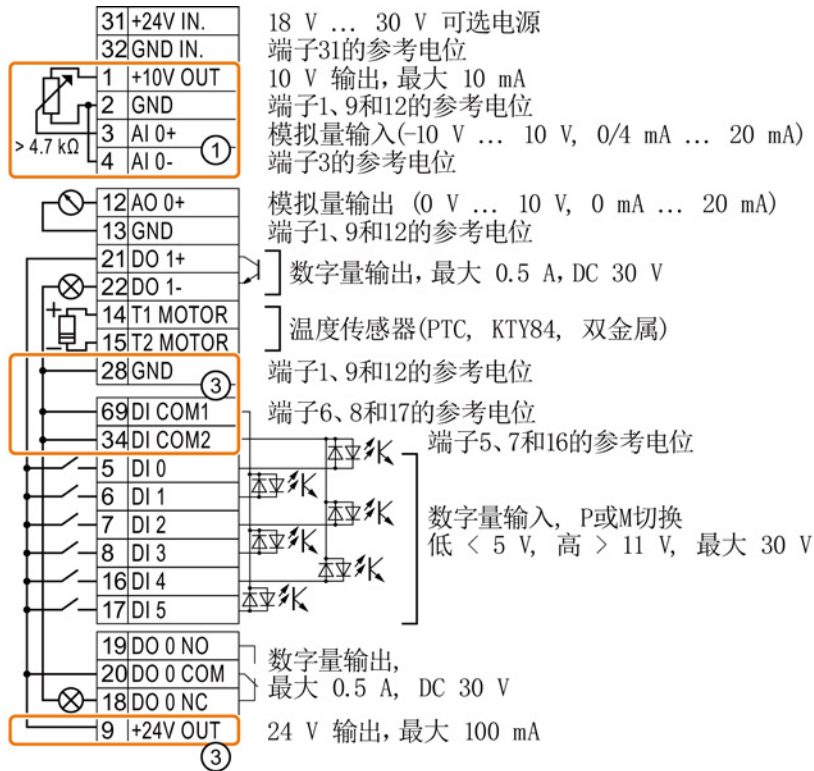 31 +24V IN. 18 V ... 30 V 可选电源
32 GND IN. 端子31的参考电位
1 +10V OUT 10 V 输出,最大 10 mA
2 GND 端子1、9和12的参考电位
3 AI 0+ 模拟量输入(-10 V ... 10 V, 0/4 mA ... 20 mA)
> 4.7 kΩ ①
4 AI 0- 端子3的参考电位
12 AO 0+ 模拟量输出 (0 V ... 10 V, 0 mA ... 20 mA)
13 GND 端子1、9和12的参考电位
21 DO 1+
数字量输出,最大 0.5 A,DC 30 V
22 DO 1-
+ 14 T1 MOTOR
温度传感器(PTC, KTY84, 双金属)
− 15 T2 MOTOR
28 GND 端子1、9和12的参考电位
③
69 DI COM1 端子6、8和17的参考电位
34 DI COM2 端子5、7和16的参考电位
5 DI 0
6 DI 1
7 DI 2 数字量输入, P或M切换
8 DI 3 低 < 5 V, 高 > 11 V, 最大 30 V
16 DI 4
17 DI 5
19 DO 0 NO
数字量输出,
20 DO 0 COM
最大 0.5 A, DC 30 V
18 DO 0 NC
9 +24V OUT 24 V 输出,最大 100 mA
③